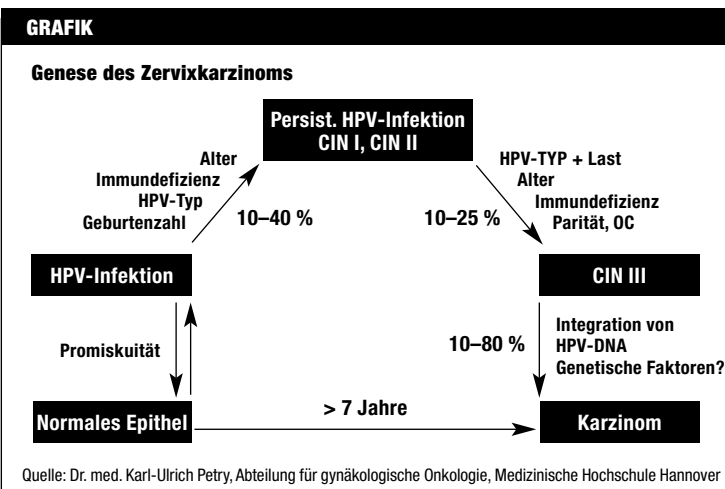 GRAFIK
Genese des Zervixkarzinoms
Persist. HPV-Infektion
CIN I, CIN II
Alter
Immundefizienz
HPV-Typ
Geburtenzahl
10–40 %
10–25 %
HPV-TYP + Last
Alter
Immundefizienz
Parität, OC
HPV-Infektion
CIN III
Promiskuität
10–80 %
Integration von
HPV-DNA
Genetische Faktoren?
Normales Epithel
> 7 Jahre
Karzinom
Quelle: Dr. med. Karl-Ulrich Petry, Abteilung für gynäkologische Onkologie, Medizinische Hochschule Hannover